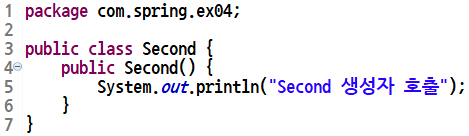 1 package com.spring.ex04;
2
3 public class Second {
4     public Second() {
5         System.out.println("Second 생성자 호출");
6     }
7 }